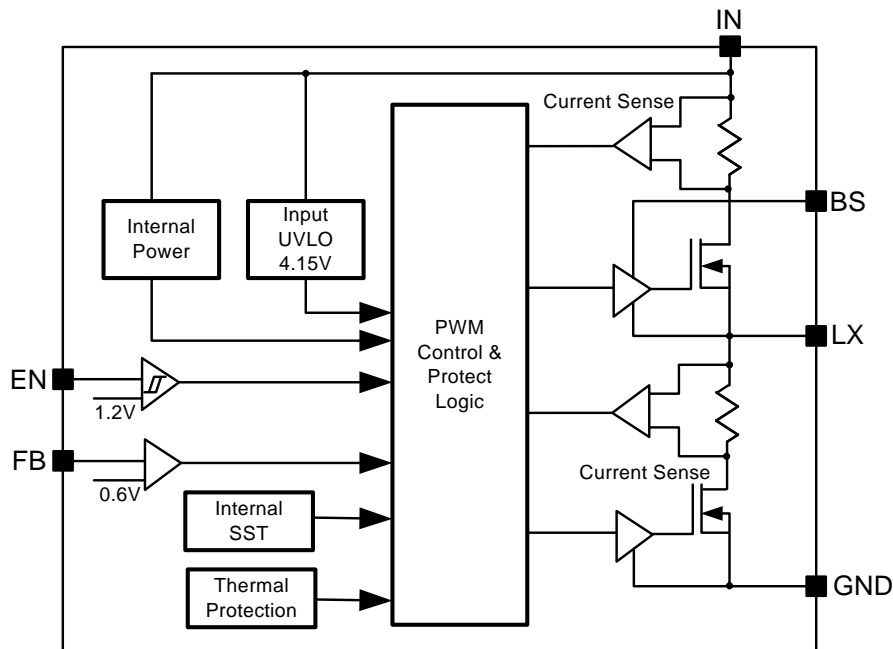 IN
Current Sense
BS
Internal
Power
Input
UVLO
4.15V
PWM
Control &
Protect
Logic
LX
EN
1.2V
FB
0.6V
Current Sense
Internal
SST
Thermal
Protection
GND